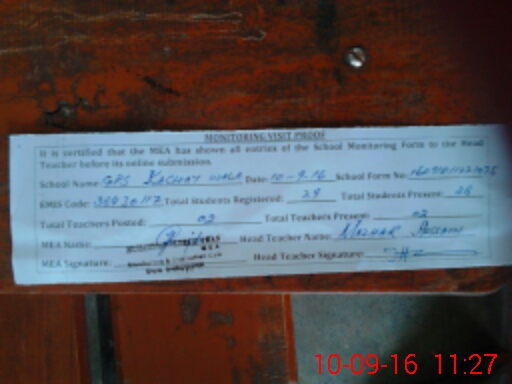 MONITORING VISIT PROOF
It is certified that the MEA has shown all entries of the School Monitoring Form to the Head
Teacher before its online submission.
School Name: GPS KACHAY WALA Date: 10-9-16 School Form No:
EMIS Code: 38920117 Total Students Registered: 29 Total Students Present: 28
Total Teachers Posted: 02 Total Teachers Present: 02
MEA Name: Head Teacher Name: MAZHAR HUSSAIN
MEA Signature: Head Teacher Signature:
10-09-16 11:27